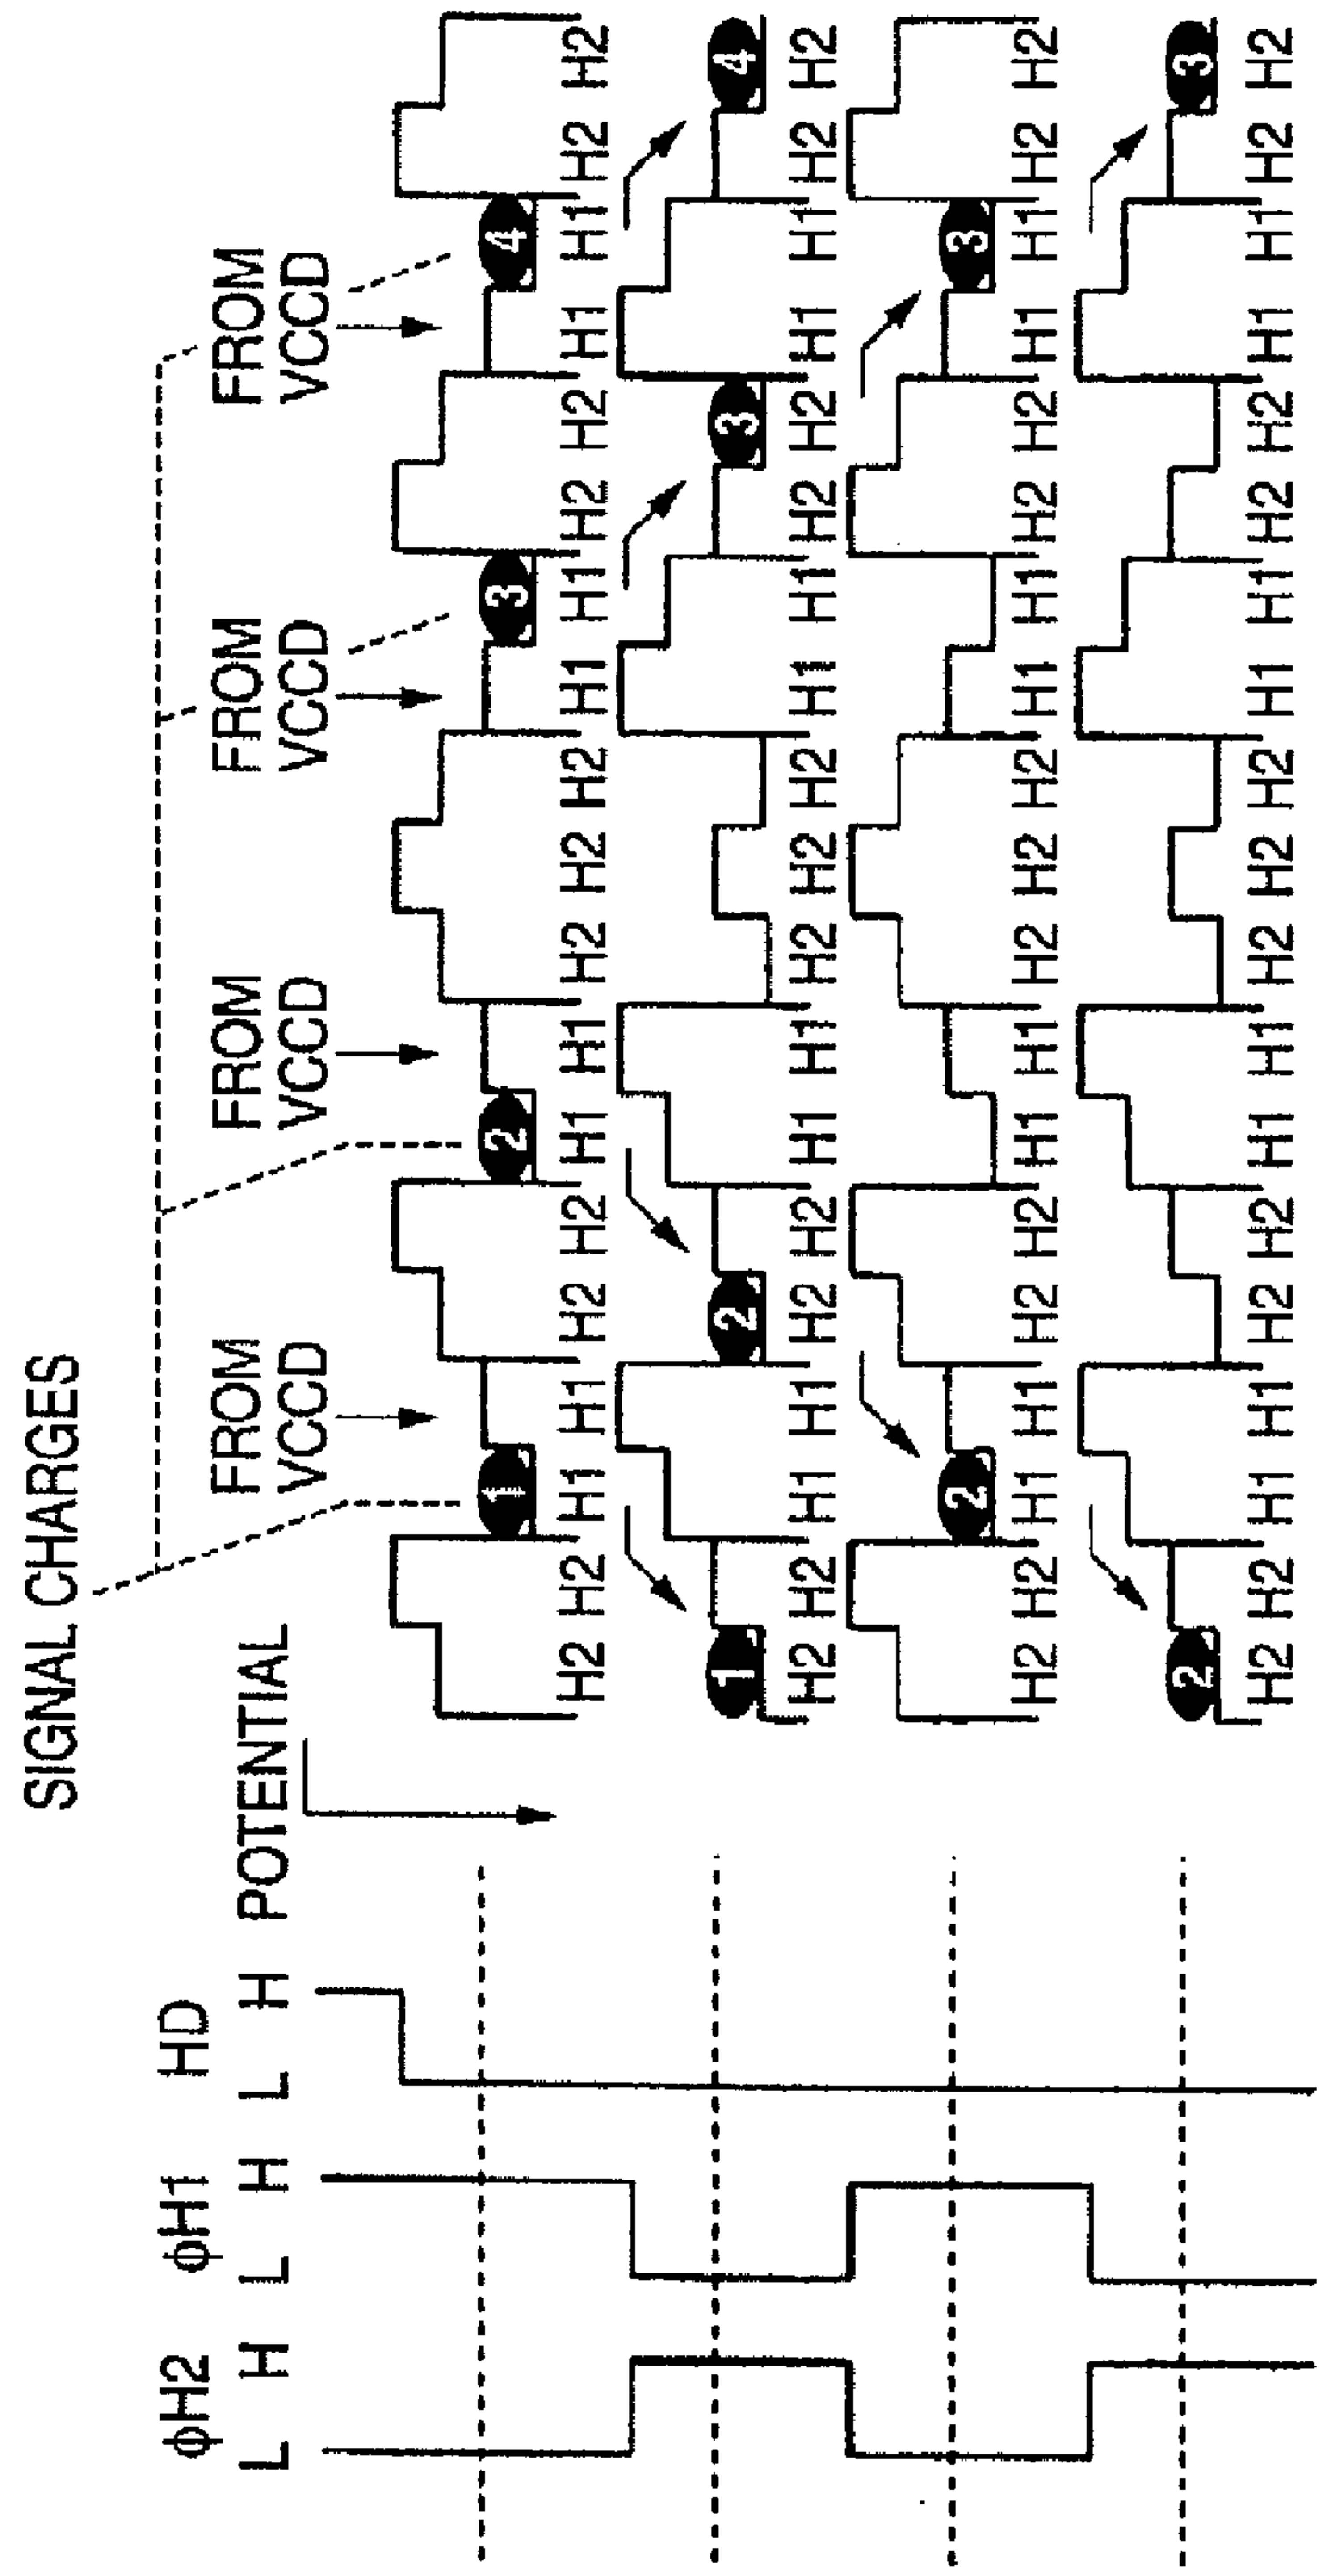 SIGNAL CHARGES
φH2 φH1 HD
FROM VCCD
FROM VCCD
FROM VCCD
FROM VCCD
L H L H L H POTENTIAL
1 2 3 4
H2 H2 H1 H1 H2 H2 H1 H1 H2 H2 H2 H1 H1 H2 H2 H1 H1 H2 H2
1 2 3 4
H2 H2 H1 H1 H2 H2 H1 H1 H2 H2 H2 H1 H1 H2 H2 H1 H1 H2 H2
2 3
H2 H2 H1 H1 H2 H2 H1 H1 H2 H2 H2 H1 H1 H2 H2 H1 H1 H2 H2
2 3
H2 H2 H1 H1 H2 H2 H1 H1 H2 H2 H2 H1 H1 H2 H2 H1 H1 H2 H2